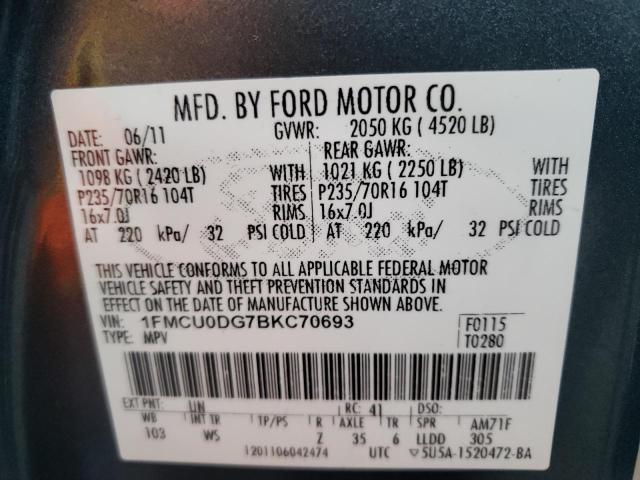 MFD. BY FORD MOTOR CO.
DATE: 06/11 GVWR: 2050 KG ( 4520 LB)
FRONT GAWR: REAR GAWR:
1098 KG ( 2420 LB) WITH 1021 KG ( 2250 LB) WITH
P235/70R16 104T TIRES P235/70R16 104T TIRES
16x7.0J RIMS 16x7.0J RIMS
AT 220 kPa/ 32 PSI COLD AT 220 kPa/ 32 PSI COLD
THIS VEHICLE CONFORMS TO ALL APPLICABLE FEDERAL MOTOR
VEHICLE SAFETY AND THEFT PREVENTION STANDARDS IN
EFFECT ON THE DATE OF MANUFACTURE SHOWN ABOVE.
VIN: 1FMCU0DG7BKC70693 F0115
TYPE: MPV T0280
EXT PNT: UN RC: 41 DSO:
WB INT TR TP/PS R AXLE TR SPR AM71F
103 WS Z 35 6 LLDD 305
1201106042474 UTC ▽5U5A-1520472-BA